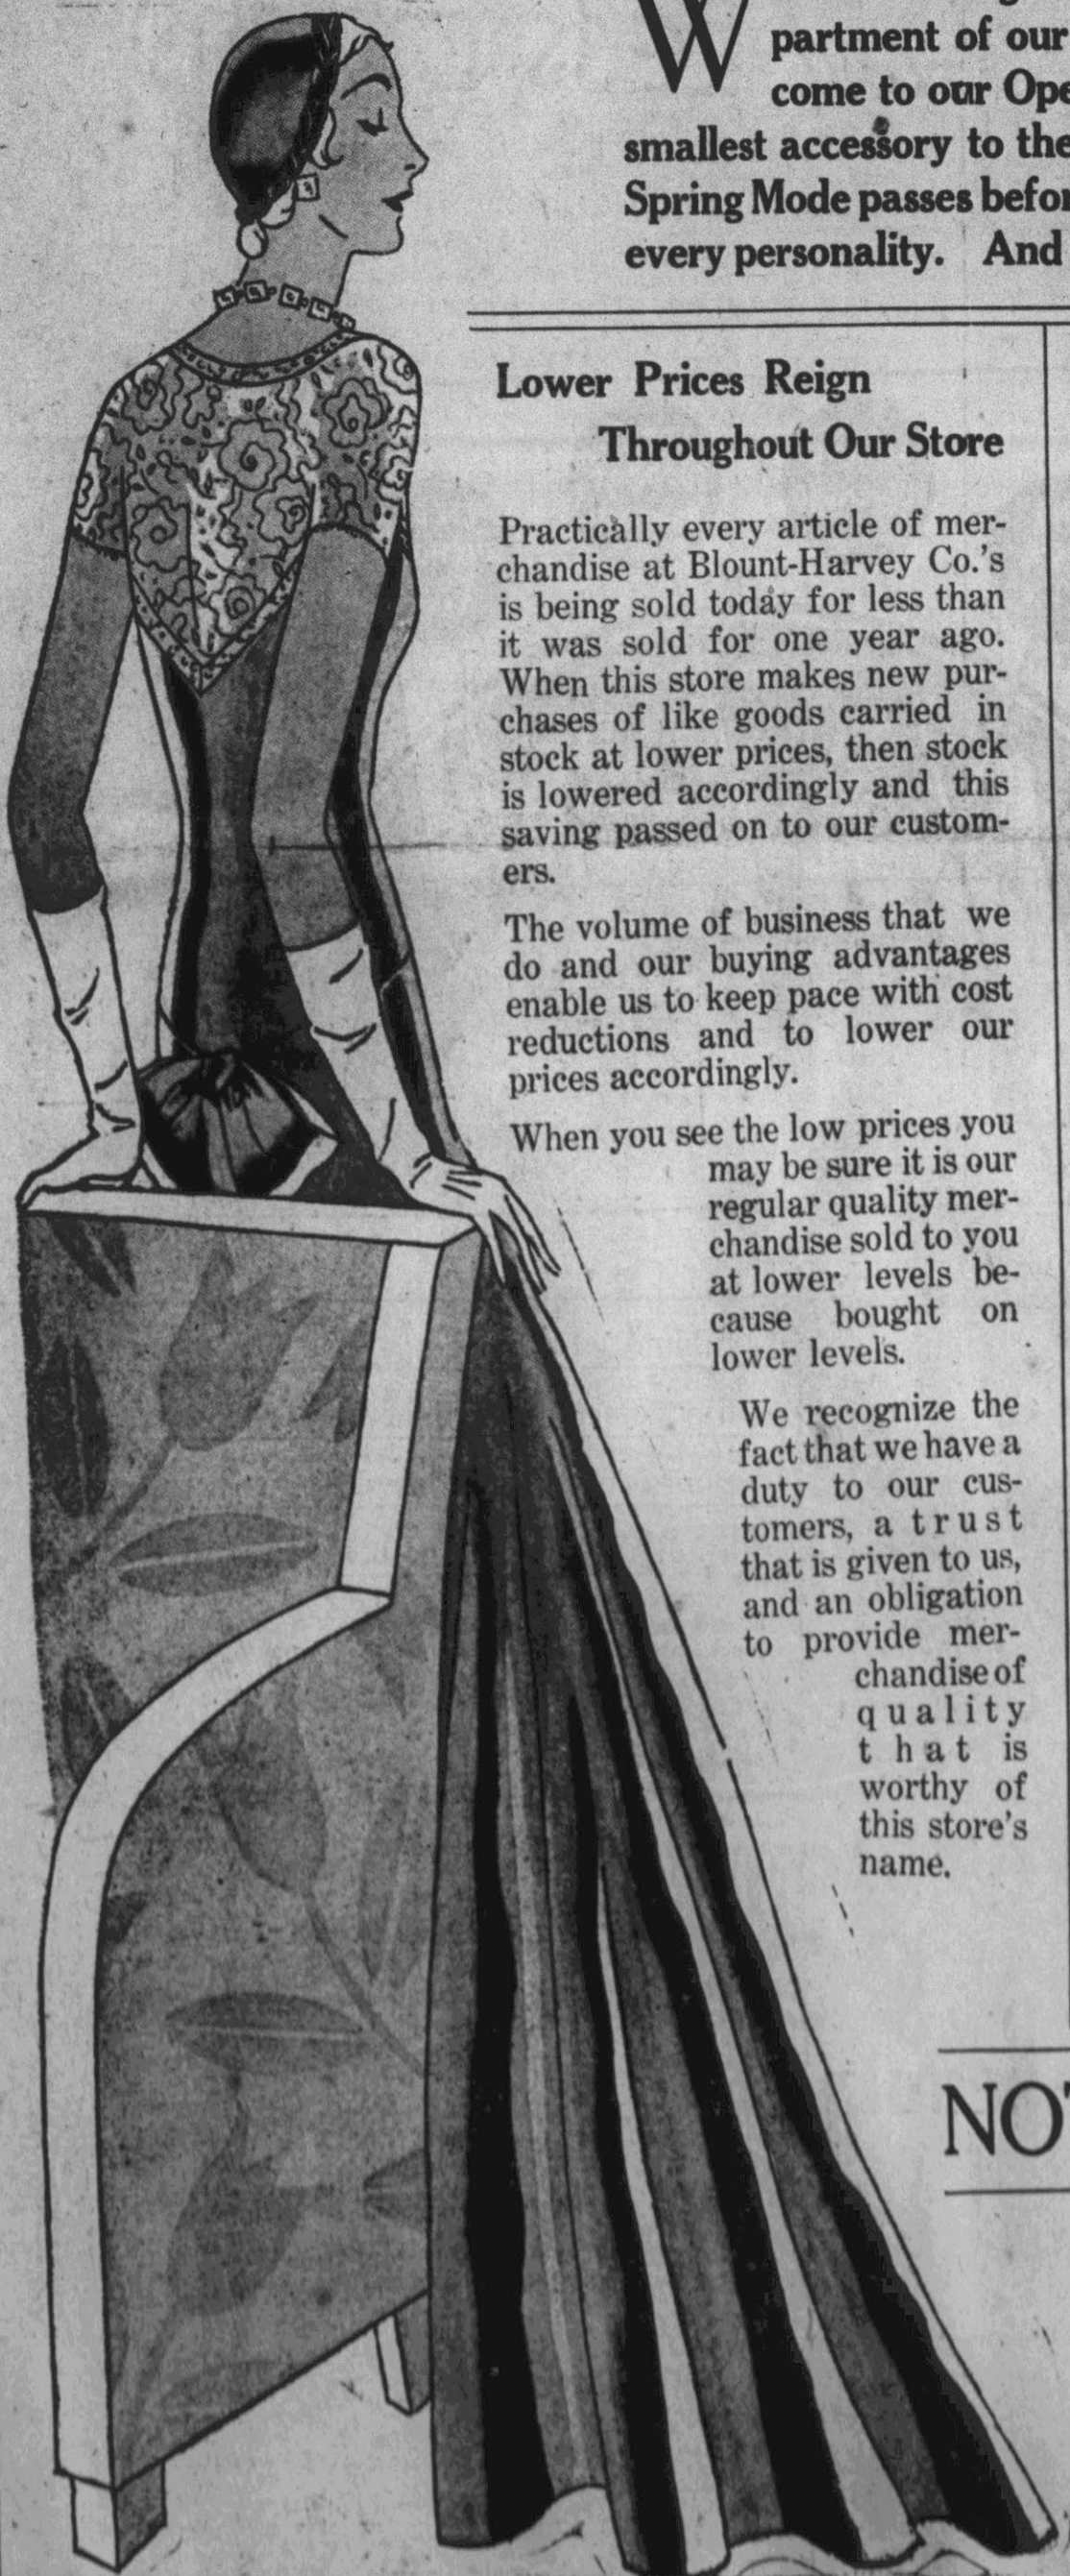 W
partment of our
come to our Ope
smallest accessory to the
Spring Mode passes befor
every personality. And
Lower Prices Reign
Throughout Our Store
Practically every article of mer-
chandise at Blount-Harvey Co.'s
is being sold today for less than
it was sold for one year ago.
When this store makes new pur-
chases of like goods carried in
stock at lower prices, then stock
is lowered accordingly and this
saving passed on to our custom-
ers.
The volume of business that we
do and our buying advantages
enable us to keep pace with cost
reductions and to lower our
prices accordingly.
When you see the low prices you
may be sure it is our
regular quality mer-
chandise sold to you
at lower levels be-
cause bought on
lower levels.
We recognize the
fact that we have a
duty to our cus-
tomers, a trust
that is given to us,
and an obligation
to provide mer-
chandise of
quality
that is
worthy of
this store's
name.
NO